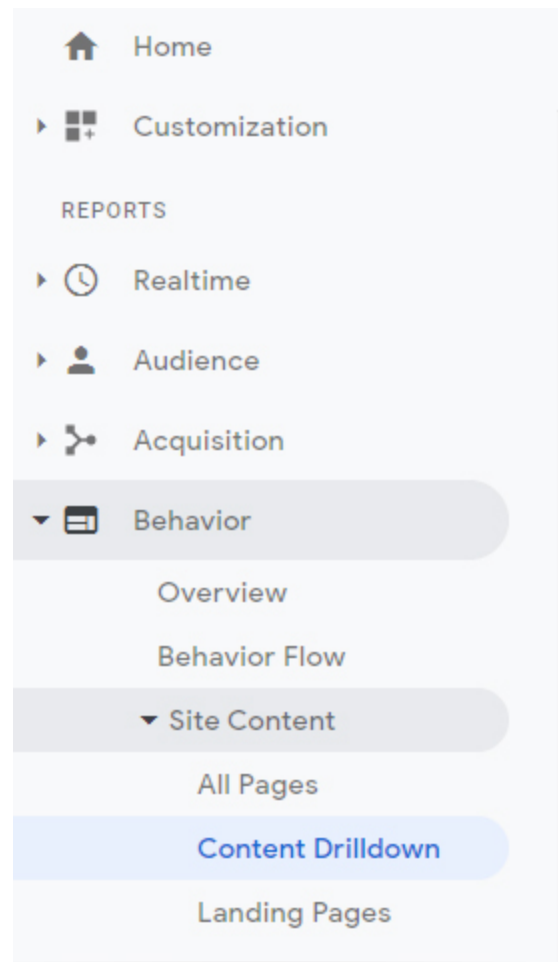 Home
Customization
REPORTS
Realtime
Audience
Acquisition
Behavior
Overview
Behavior Flow
Site Content
All Pages
Content Drilldown
Landing Pages